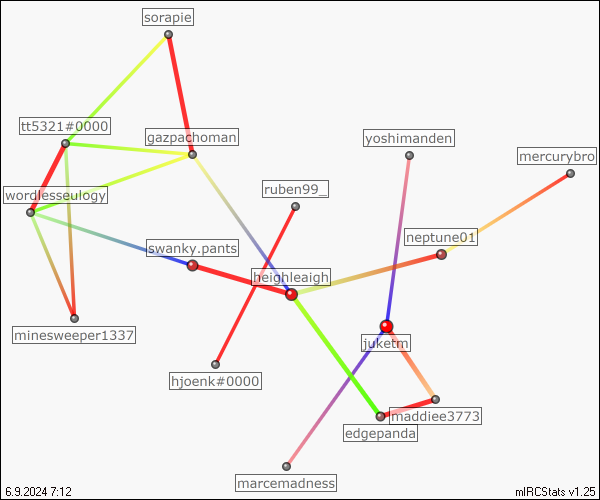 sorapie
tt5321#0000
gazpachoman
yoshimanden
mercurybro
ruben99_
wordlesseulogy
neptune01
swanky.pants
heighleaigh
minesweeper1337
juketm
hjoenk#0000
maddiee3773
edgepanda
marcemadness
6.9.2024 7:12
mIRCStats v1.25